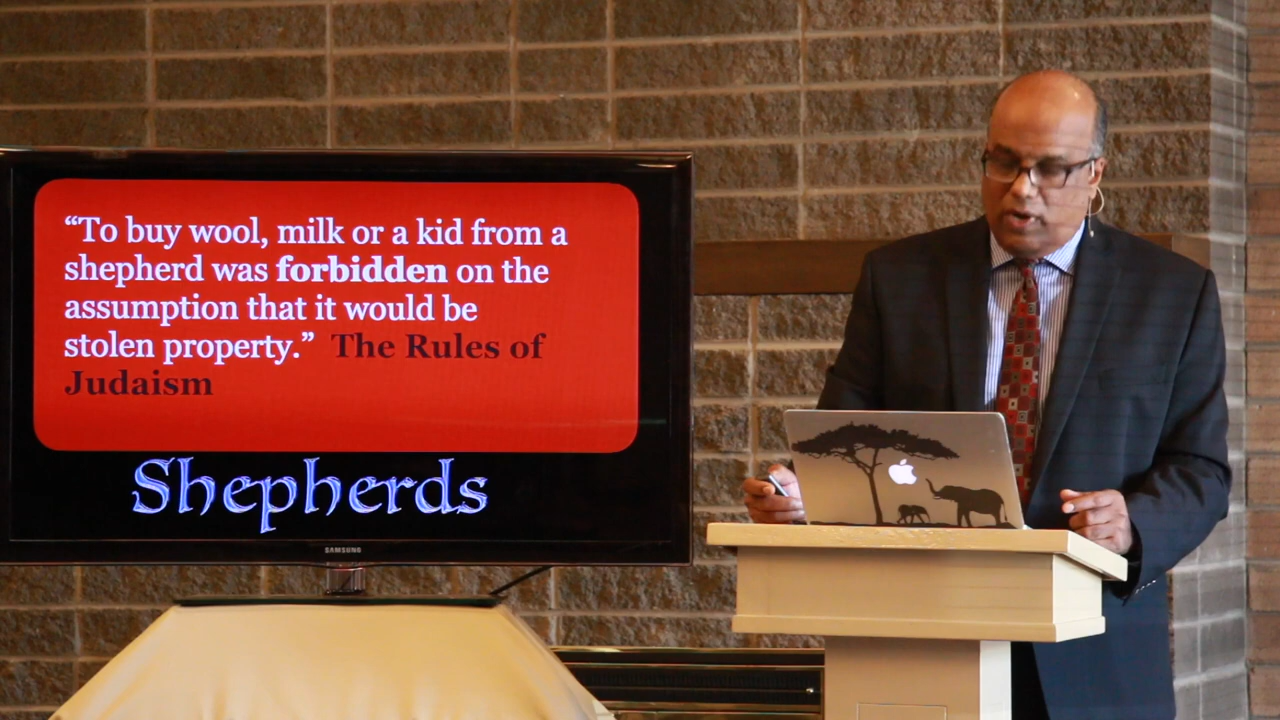 “To buy wool, milk or a kid from a
shepherd was forbidden on the
assumption that it would be
stolen property.” The Rules of
Judaism
Shepherds
SAMSUNG